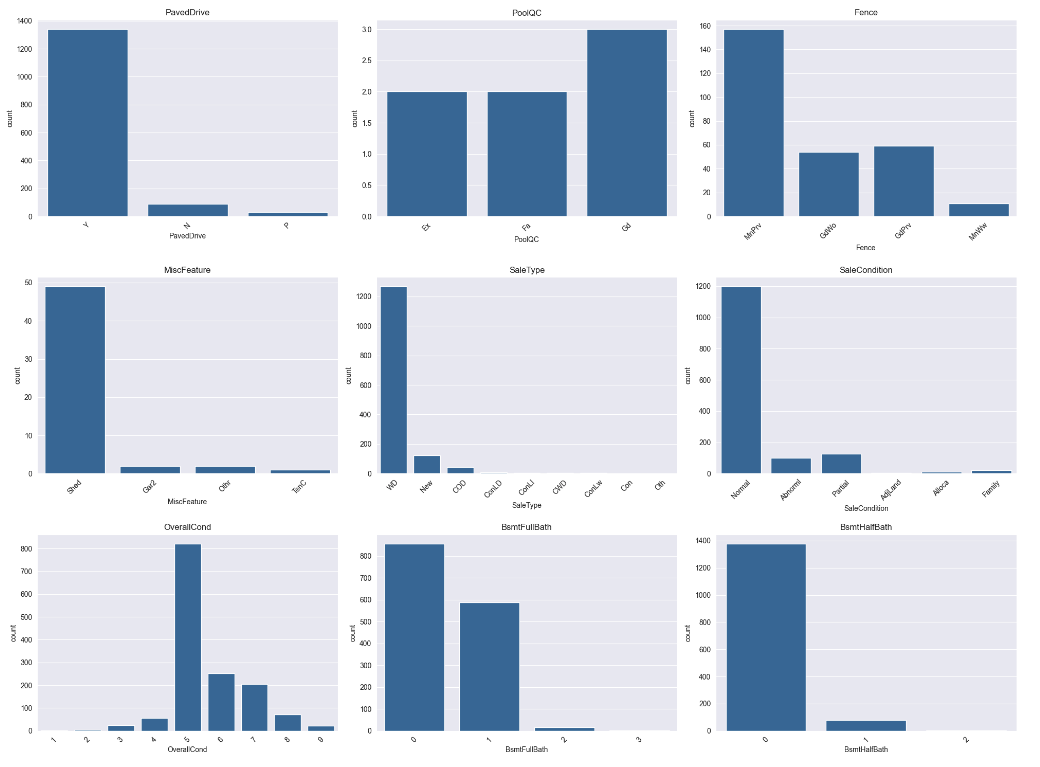 PavedDrive
1400
1200
1000
800
600
400
200
0
count
Y
N
P
PavedDrive
PoolQC
3.0
2.5
2.0
1.5
1.0
0.5
0.0
count
Ex
Fa
Gd
PoolQC
Fence
160
140
120
100
80
60
40
20
0
count
MnPrv
GdWo
GdPrv
MnWw
Fence
MiscFeature
50
40
30
20
10
0
count
Shed
Gar2
Othr
TenC
MiscFeature
SaleType
1200
1000
800
600
400
200
0
count
WD
New
COD
ConLD
ConLI
CWD
ConLw
Con
Oth
SaleType
SaleCondition
1200
1000
800
600
400
200
0
count
Normal
Abnorml
Partial
AdjLand
Alloca
Family
SaleCondition
OverallCond
800
700
600
500
400
300
200
100
0
count
1
2
3
4
5
6
7
8
9
OverallCond
BsmtFullBath
800
700
600
500
400
300
200
100
0
count
0
1
2
3
BsmtFullBath
BsmtHalfBath
1400
1200
1000
800
600
400
200
0
count
0
1
2
BsmtHalfBath